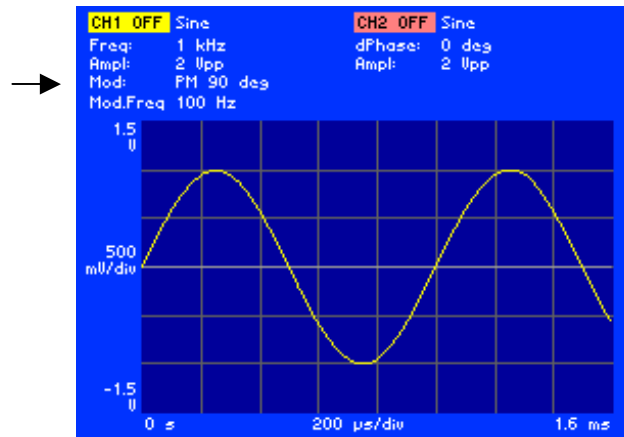 CH1 OFF Sine
Freq: 1 kHz
Ampl: 2 Vpp
Mod: PM 90 deg
Mod.Freq 100 Hz
CH2 OFF Sine
dPhase: 0 deg
Ampl: 2 Vpp
1.5
V
500
mV/div
-1.5
V
0 s 200 µs/div 1.6 ms